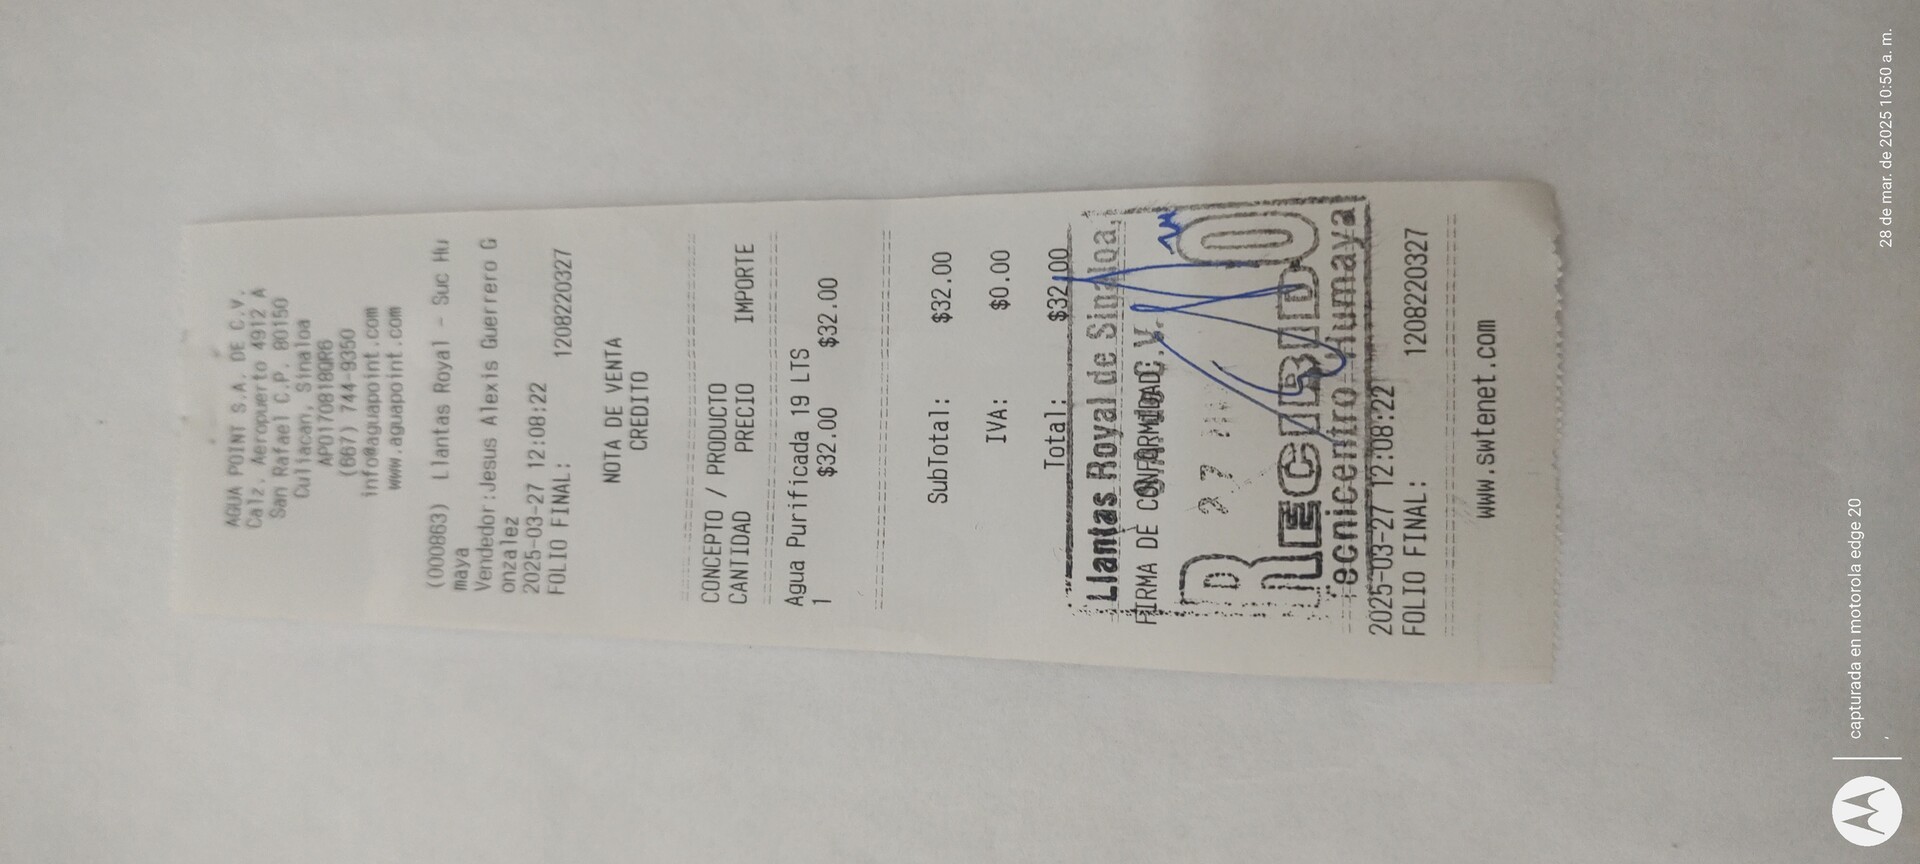 AGUA POINT S.A. DE C.V.
Calz. Aeropuerto 4912 A
San Rafael C.P. 80150
Culiacan, Sinaloa
APO170818QR6
(667) 744-9350
info@aguapoint.com
www.aguapoint.com
(000863) Llantas Royal - Suc Hu
maya
Vendedor:Jesus Alexis Guerrero G
onzalez
2025-03-27 12:08:22
FOLIO FINAL: 1208220327
NOTA DE VENTA
CREDITO
CONCEPTO / PRODUCTO
CANTIDAD PRECIO IMPORTE
Agua Purificada 19 LTS
1 $32.00 $32.00
SubTotal: $32.00
IVA: $0.00
Total: $32.00
Llantas Royal de Sinaloa,
C.V.
FIRMA DE CONFORMIDAD
27
RECIBIDO
Tecnicentro Humaya
2025-03-27 12:08:22
FOLIO FINAL: 1208220327
www.swtenet.com
capturada en motorola edge 20
28 de mar. de 2025 10:50 a. m.